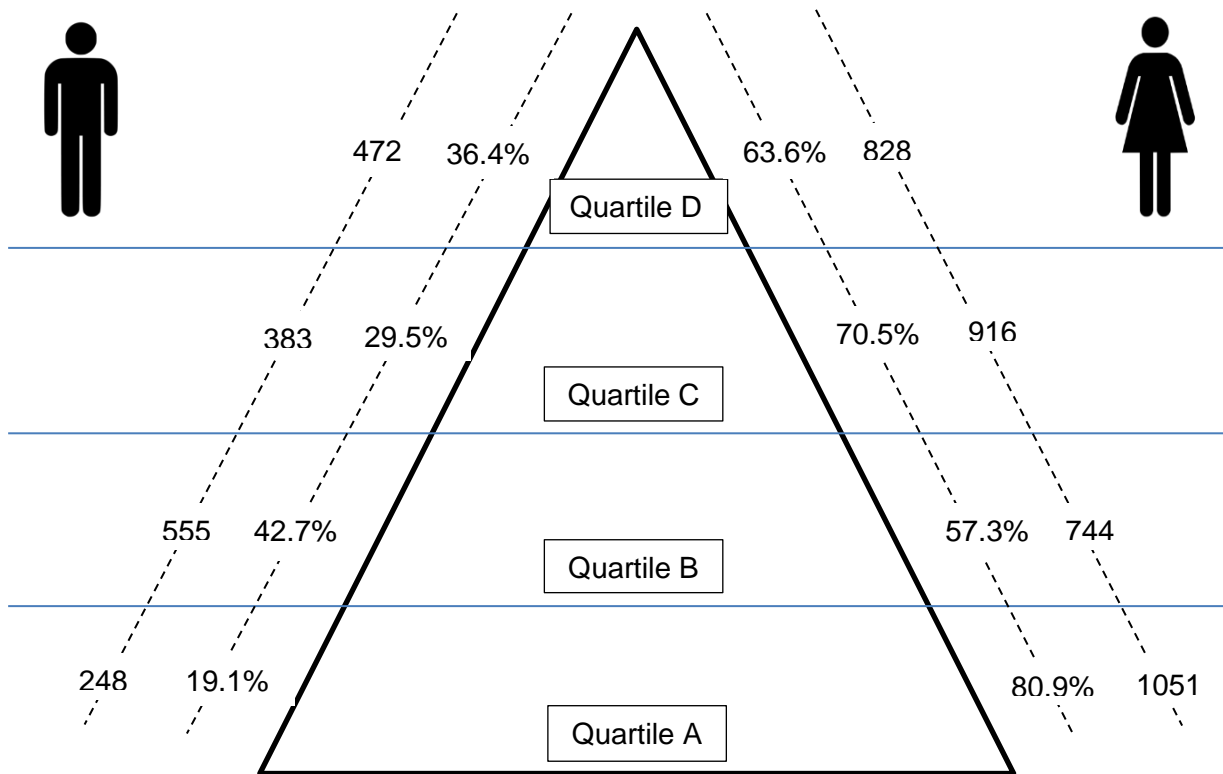 472 36.4% 63.6% 828
Quartile D
383 29.5% 70.5% 916
Quartile C
555 42.7% 57.3% 744
Quartile B
248 19.1% 80.9% 1051
Quartile A